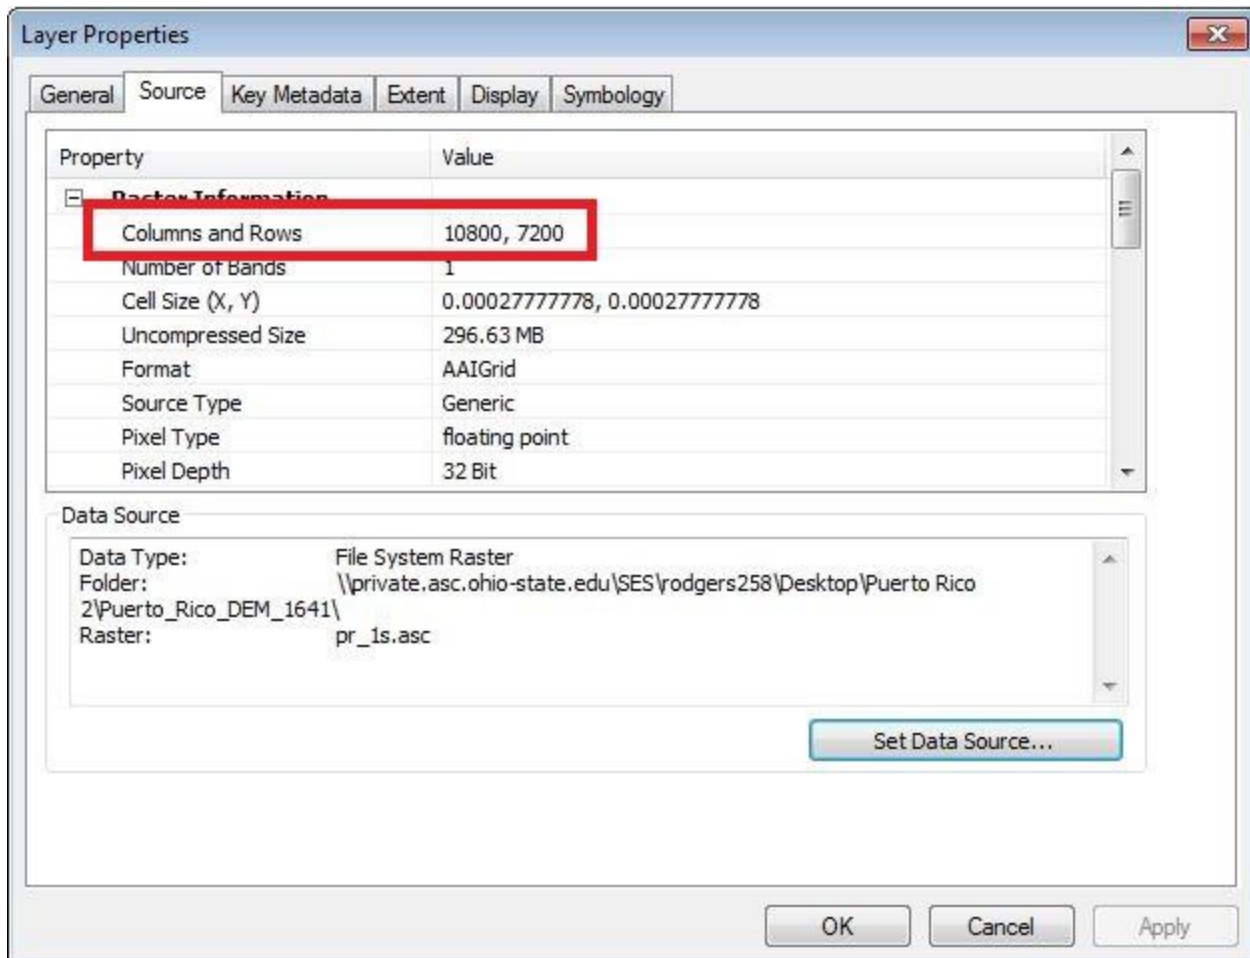 Layer Properties
General Source Key Metadata Extent Display Symbology
Property Value
Raster Information
Columns and Rows 10800, 7200
Number of Bands 1
Cell Size (X, Y) 0.00027777778, 0.00027777778
Uncompressed Size 296.63 MB
Format AAIGrid
Source Type Generic
Pixel Type floating point
Pixel Depth 32 Bit
Data Source
Data Type: File System Raster
Folder: \\private.asc.ohio-state.edu\SES\rodgers258\Desktop\Puerto Rico
2\Puerto_Rico_DEM_1641\
Raster: pr_1s.asc
Set Data Source...
OK Cancel Apply